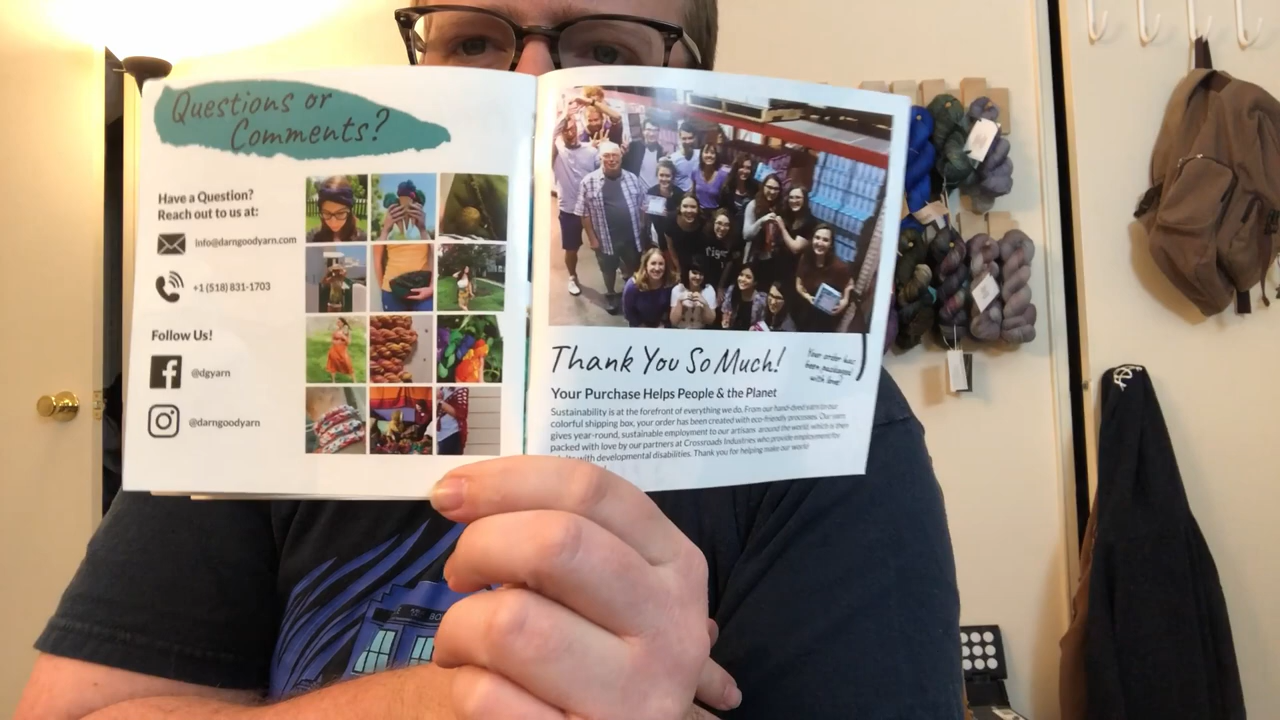 Questions or
Comments?
Have a Question?
Reach out to us at:
info@darngoodyarn.com
+1 (518) 831-1703
Follow Us!
@dgyarn
@darngoodyarn
Thank You So Much!
Your order has
been packaged
with love!
Your Purchase Helps People & the Planet
Sustainability is at the forefront of everything we do. From our hand-dyed yarn to our
colorful shipping box, your order has been created with eco-friendly processes. Our yarn
gives year-round, sustainable employment to our artisans around the world, which is then
packed with love by our partners at Crossroads Industries who provide employment for
with developmental disabilities. Thank you for helping make our world